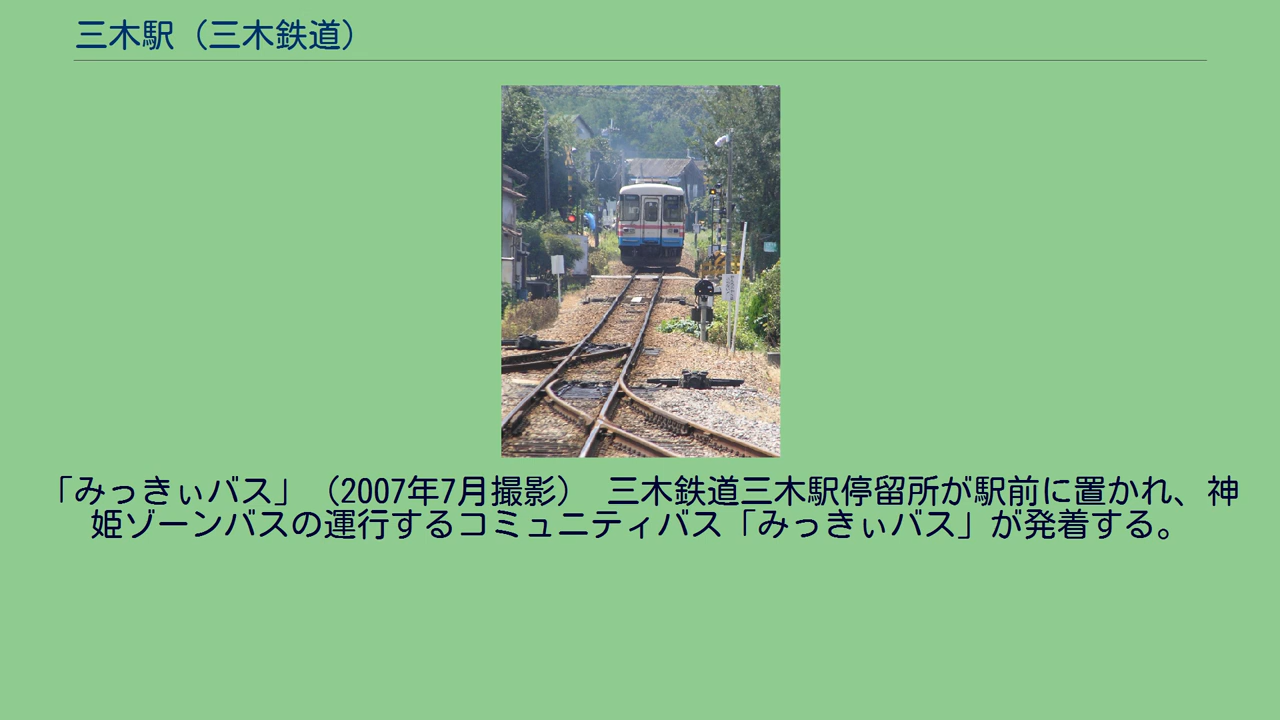 三木駅（三木鉄道）
「みっきぃバス」（2007年7月撮影）　三木鉄道三木駅停留所が駅前に置かれ、神
姫ゾーンバスの運行するコミュニティバス「みっきぃバス」が発着する。